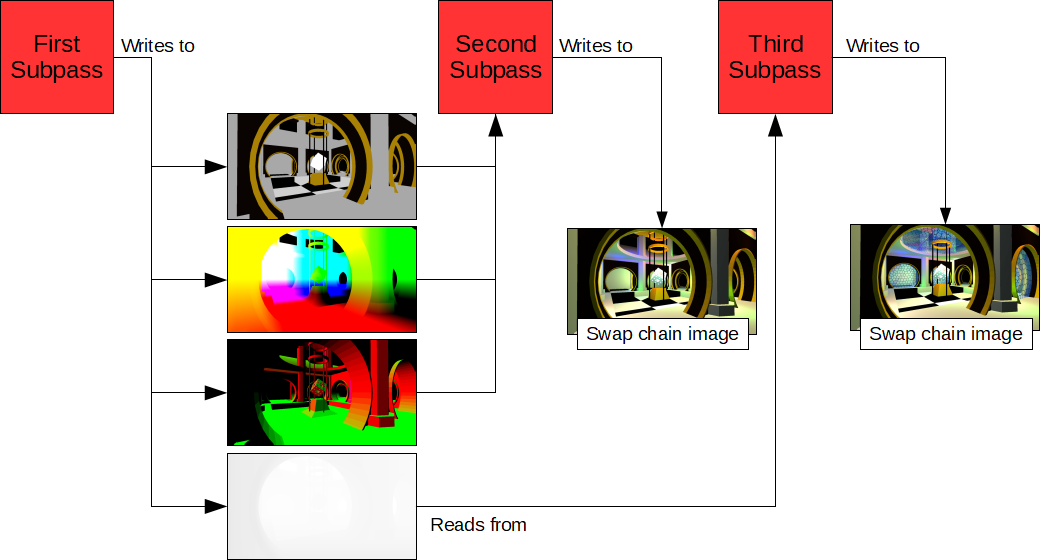 First
Subpass
Writes to
Second
Subpass
Writes to
Third
Subpass
Writes to
Swap chain image
Swap chain image
Reads from